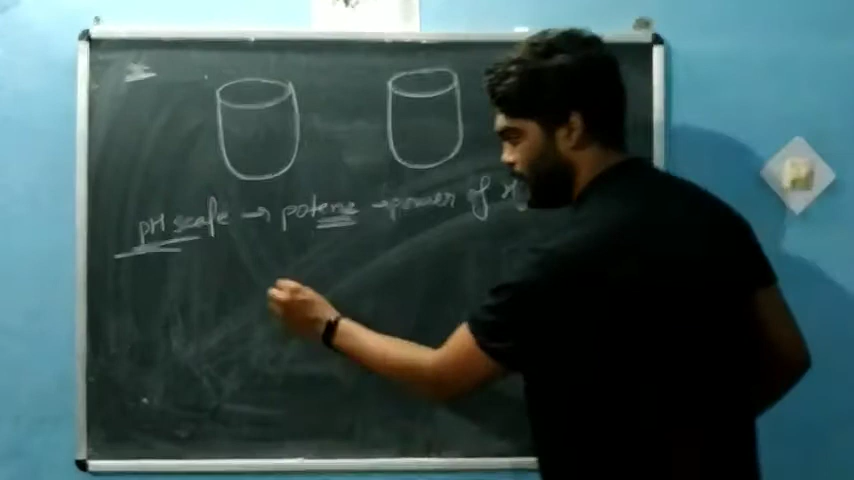 pH scale → potenz → power of